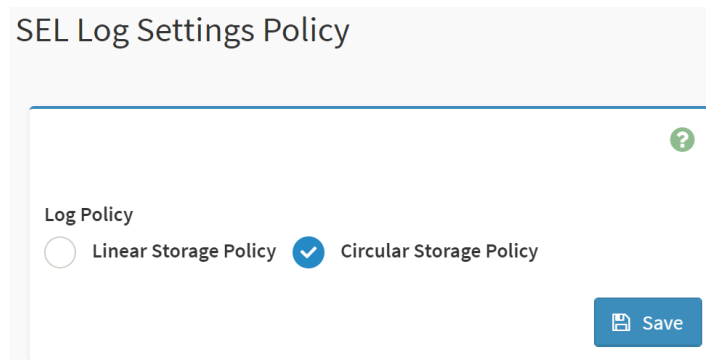 SEL Log Settings Policy
?
Log Policy
Linear Storage Policy Circular Storage Policy
Save